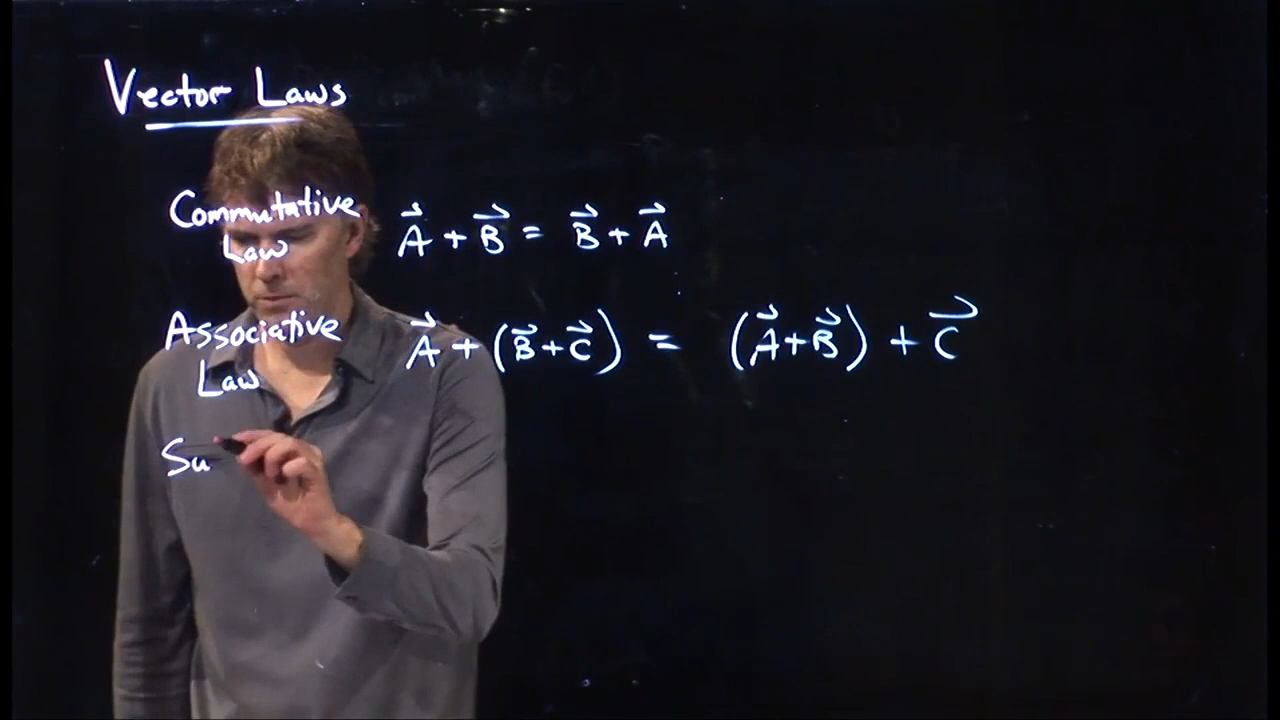 Vector Laws
Commutative
Law
A⃗ + B⃗ = B⃗ + A⃗
Associative
Law
A⃗ + (B⃗ + C⃗) = (A⃗ + B⃗) + C⃗
Su